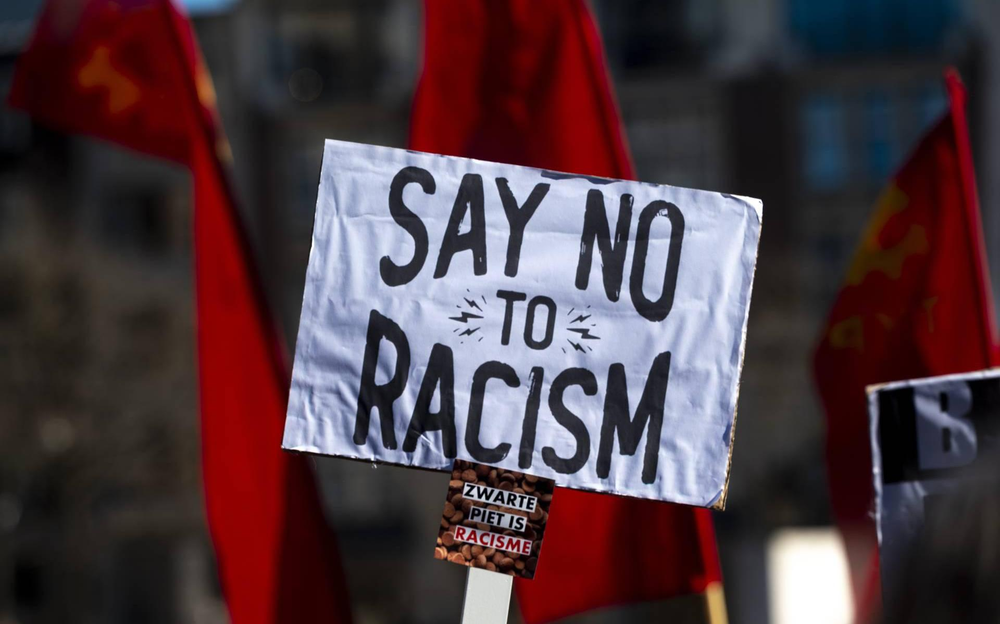 SAY NO
TO
RACISM
ZWARTE
PIET IS
RACISME
B